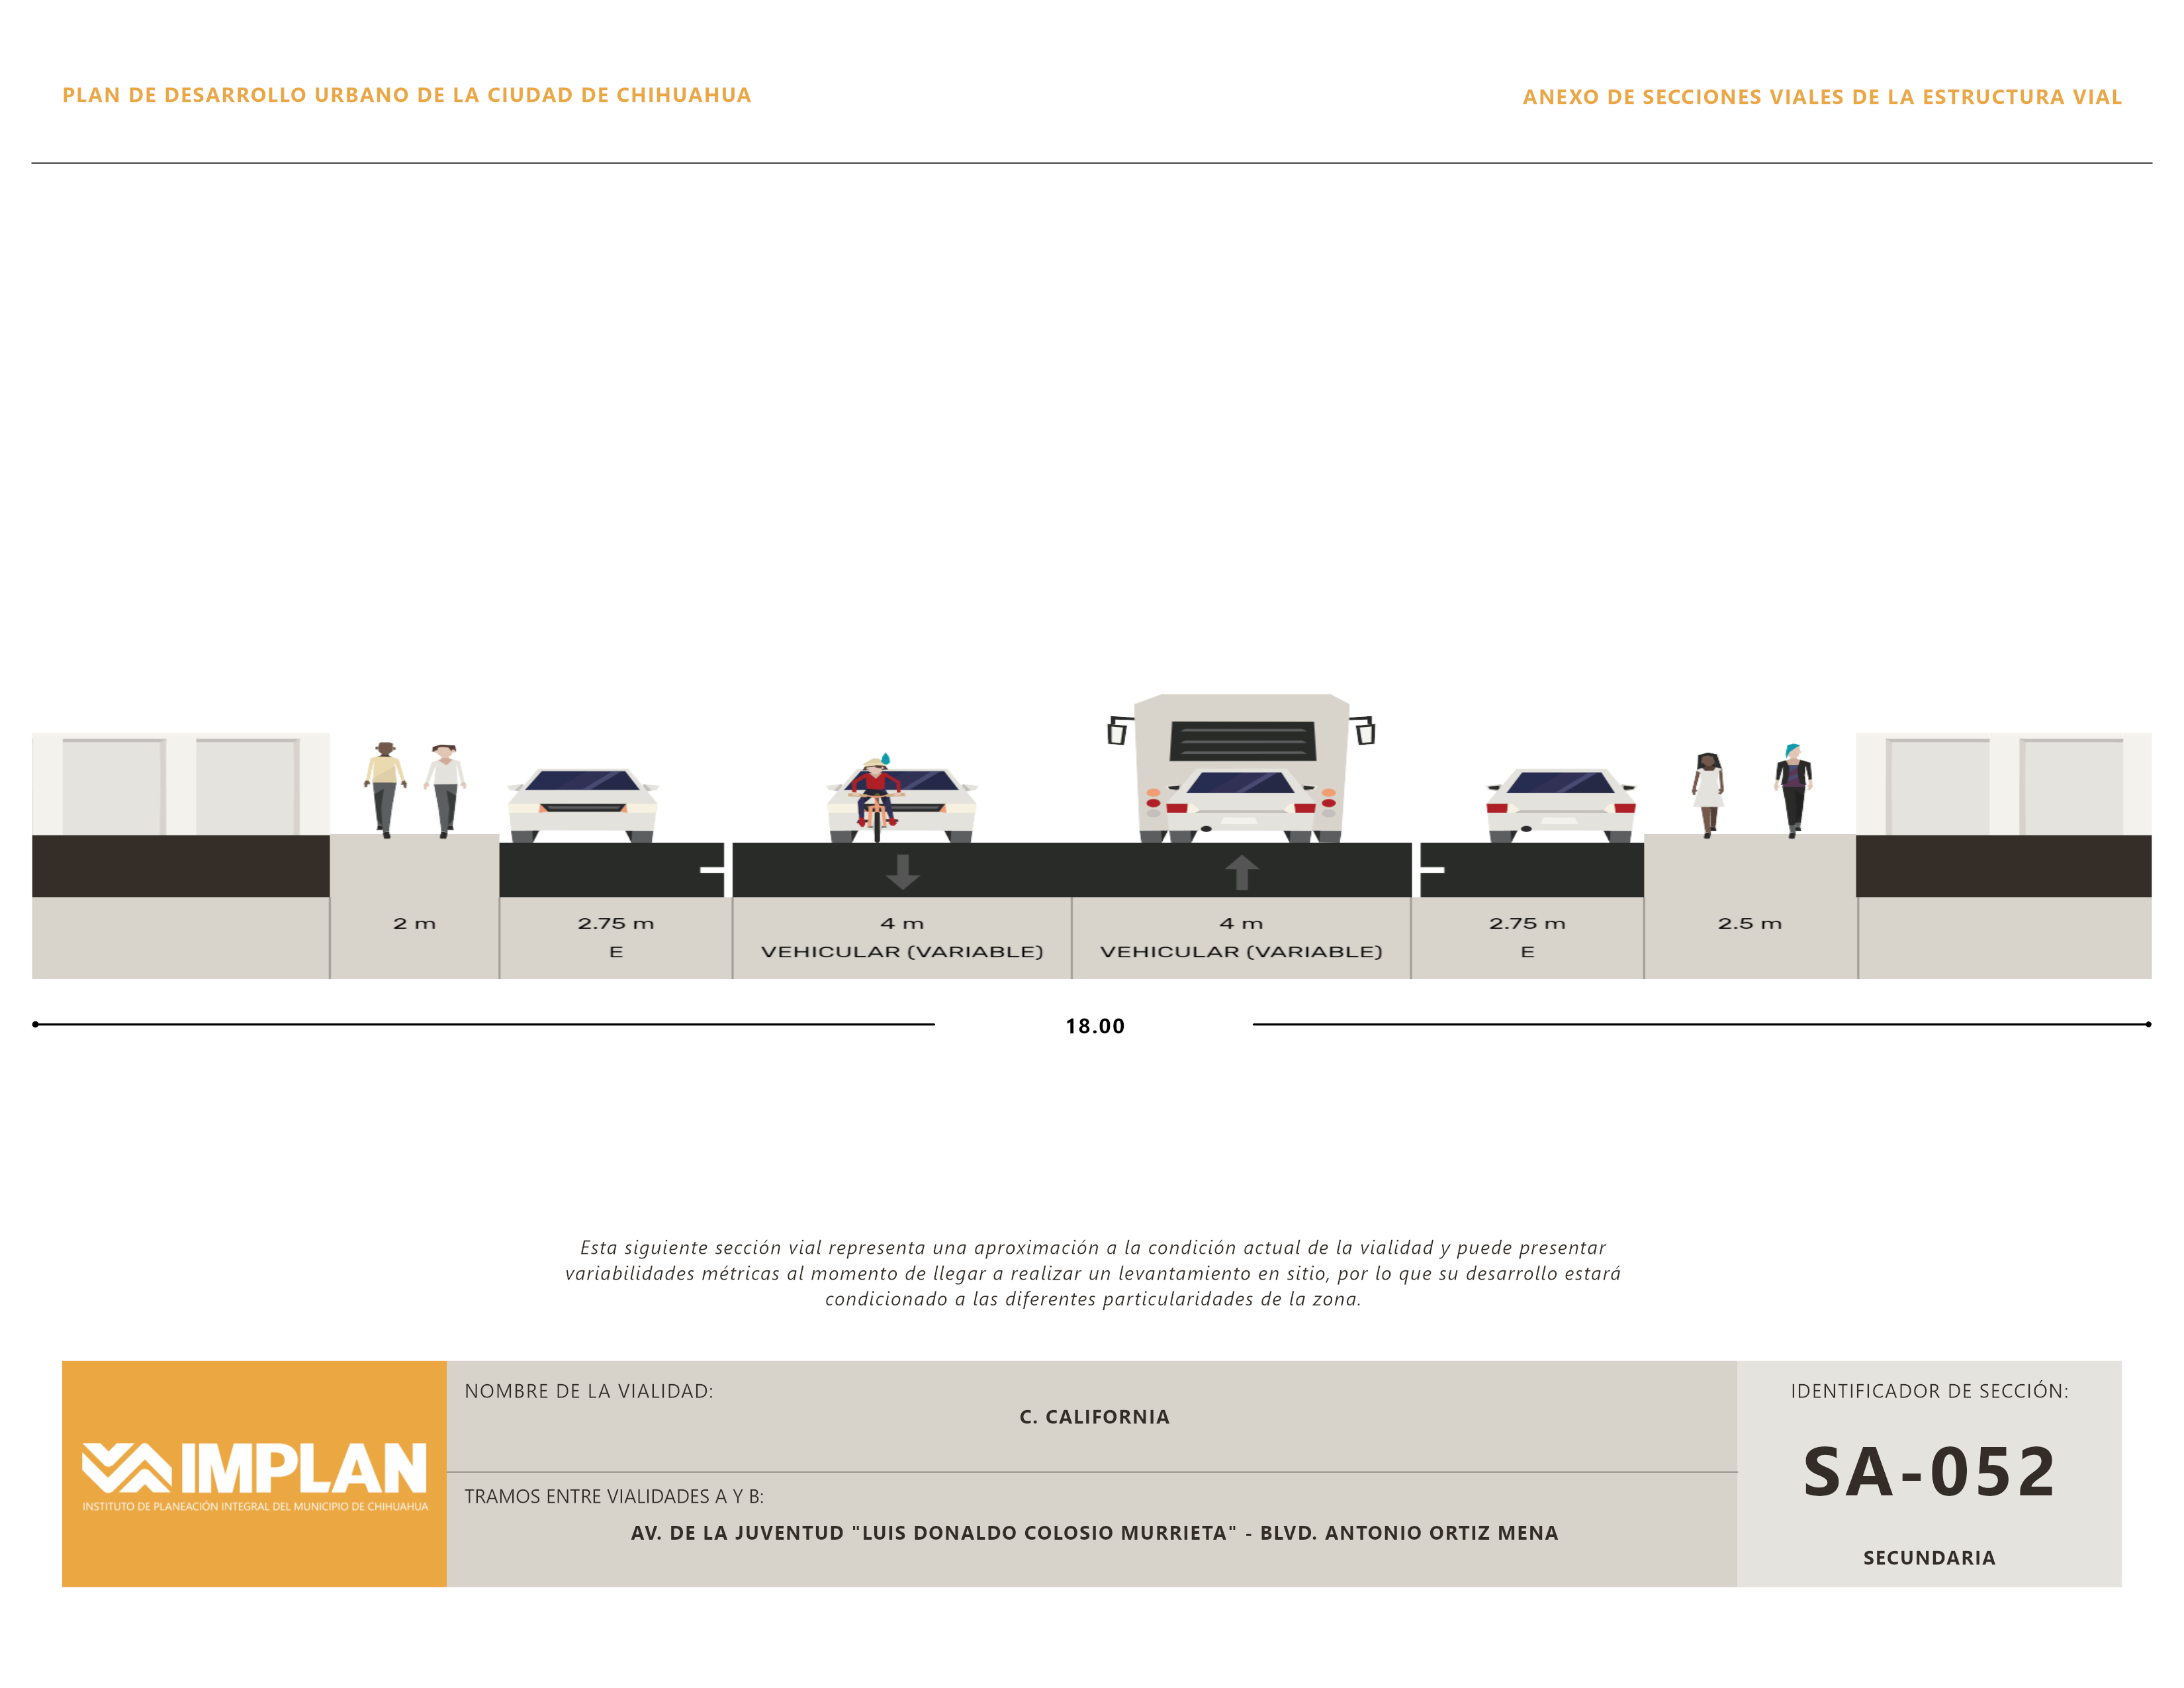 PLAN DE DESARROLLO URBANO DE LA CIUDAD DE CHIHUAHUA
ANEXO DE SECCIONES VIALES DE LA ESTRUCTURA VIAL
2 m
2.75 m
E
4 m
VEHICULAR (VARIABLE)
4 m
VEHICULAR (VARIABLE)
2.75 m
E
2.5 m
18.00
Esta siguiente sección vial representa una aproximación a la condición actual de la vialidad y puede presentar
variabilidades métricas al momento de llegar a realizar un levantamiento en sitio, por lo que su desarrollo estará
condicionado a las diferentes particularidades de la zona.
IMPLAN
INSTITUTO DE PLANEACIÓN INTEGRAL DEL MUNICIPIO DE CHIHUAHUA
NOMBRE DE LA VIALIDAD:
C. CALIFORNIA
TRAMOS ENTRE VIALIDADES A Y B:
AV. DE LA JUVENTUD "LUIS DONALDO COLOSIO MURRIETA" - BLVD. ANTONIO ORTIZ MENA
IDENTIFICADOR DE SECCIÓN:
SA-052
SECUNDARIA